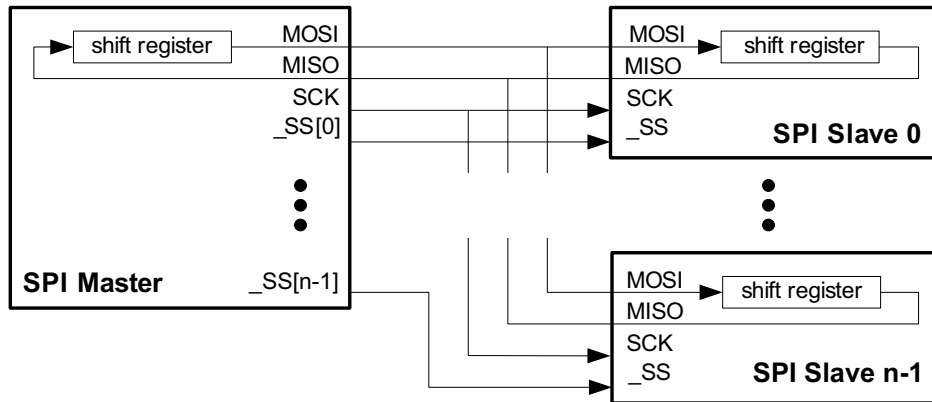 shift register
MOSI
MISO
SCK
_SS[0]
SPI Master
_SS[n-1]
MOSI
shift register
MISO
SCK
_SS
SPI Slave 0
MOSI
shift register
MISO
SCK
_SS
SPI Slave n-1